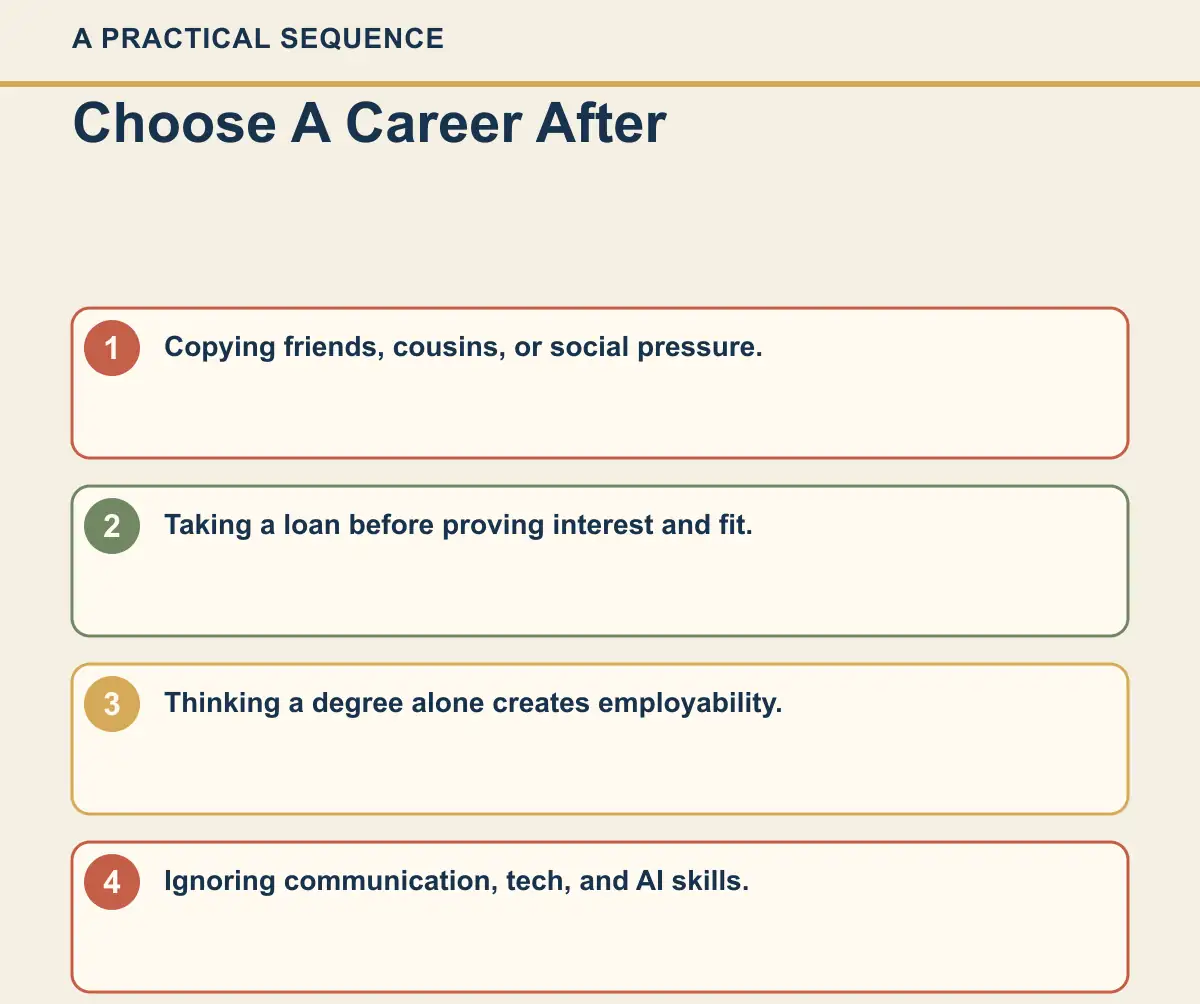 A PRACTICAL SEQUENCE
Choose A Career After
1 Copying friends, cousins, or social pressure.
2 Taking a loan before proving interest and fit.
3 Thinking a degree alone creates employability.
4 Ignoring communication, tech, and AI skills.